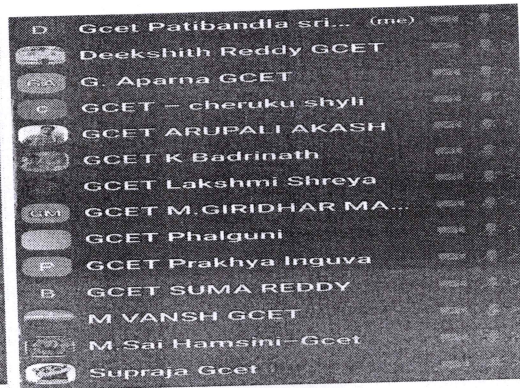 D Gcet Patibandla sri... (me)
Deekshith Reddy GCET
GA G. Aparna GCET
C GCET – cheruku shyli
GCET ARUPALI AKASH
GCET K Badrinath
GCET Lakshmi Shreya
GM GCET M.GIRIDHAR MA...
GCET Phalguni
P GCET Prakhya Inguva
B GCET SUMA REDDY
M VANSH GCET
M.Sai Hamsini-Gcet
Supraja Gcet